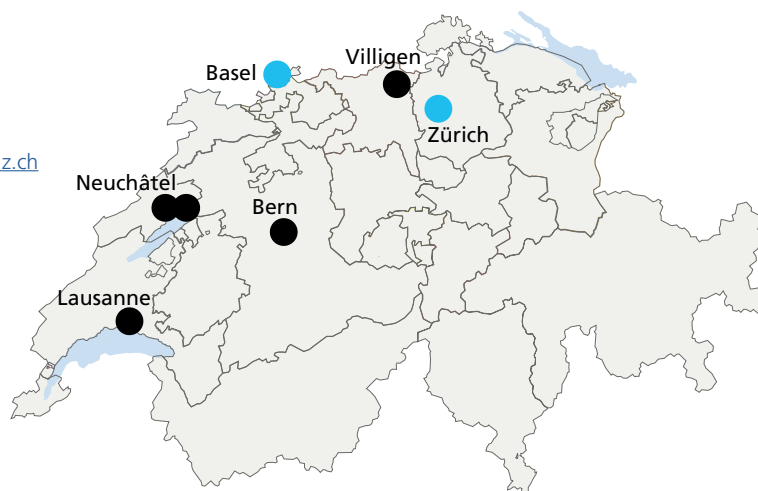 Villigen
Basel
Zürich
z.ch
Neuchâtel
Bern
Lausanne